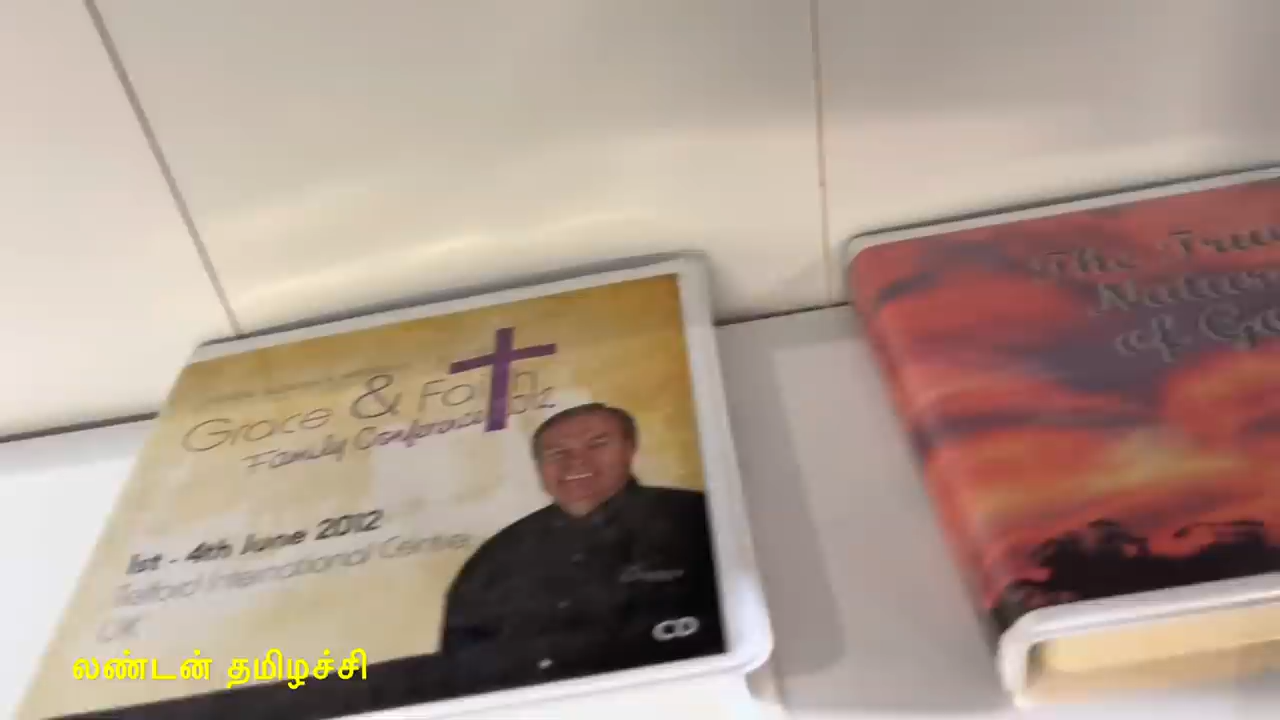 Grace & Faith
Family Conference 2012
1st - 4th June 2012
Telford International Centre
UK
CD
The True
Nature
of God
லண்டன் தமிழச்சி